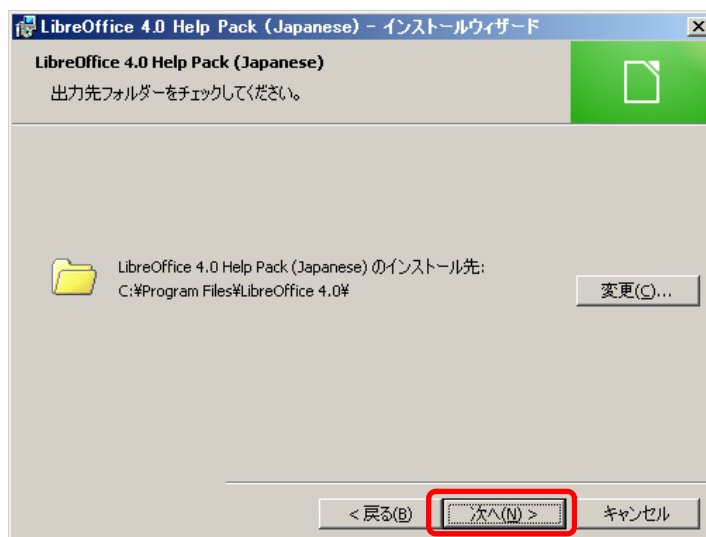 LibreOffice 4.0 Help Pack (Japanese) - インストールウィザード
LibreOffice 4.0 Help Pack (Japanese)
出力先フォルダーをチェックしてください。
LibreOffice 4.0 Help Pack (Japanese) のインストール先:
C:¥Program Files¥LibreOffice 4.0¥
変更(C)...
< 戻る(B)
次へ(N) >
キャンセル